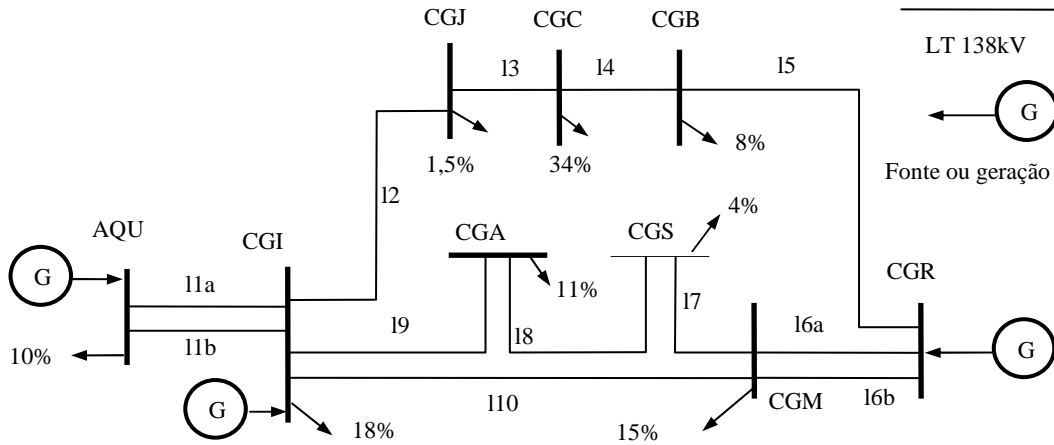 CGJ
CGC
CGB
LT 138kV
l3
l4
l5
G
1,5%
34%
8%
Fonte ou geração
l2
4%
AQU
CGI
CGA
CGS
CGR
G
l1a
11%
l7
l6a
l9
l8
G
l1b
10%
l6b
CGM
G
l10
18%
15%